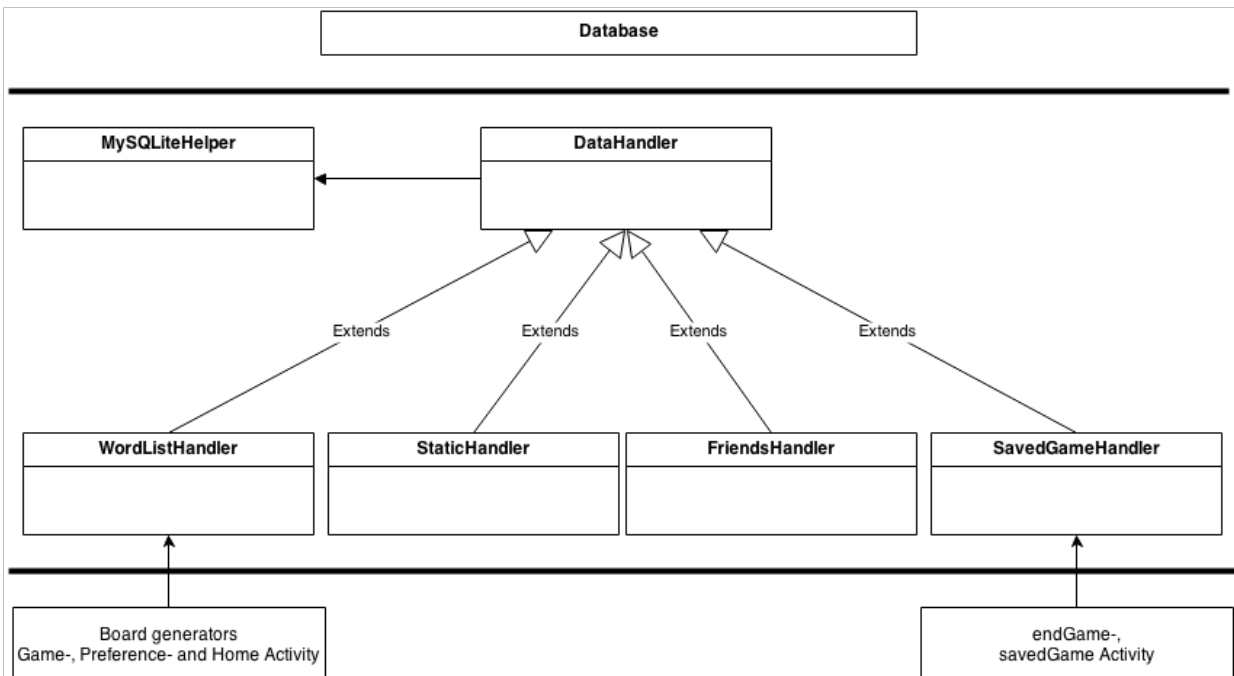 Database
MySQLiteHelper
DataHandler
Extends
Extends
Extends
Extends
WordListHandler
StaticHandler
FriendsHandler
SavedGameHandler
Board generators
Game-, Preference- and Home Activity
endGame-,
savedGame Activity